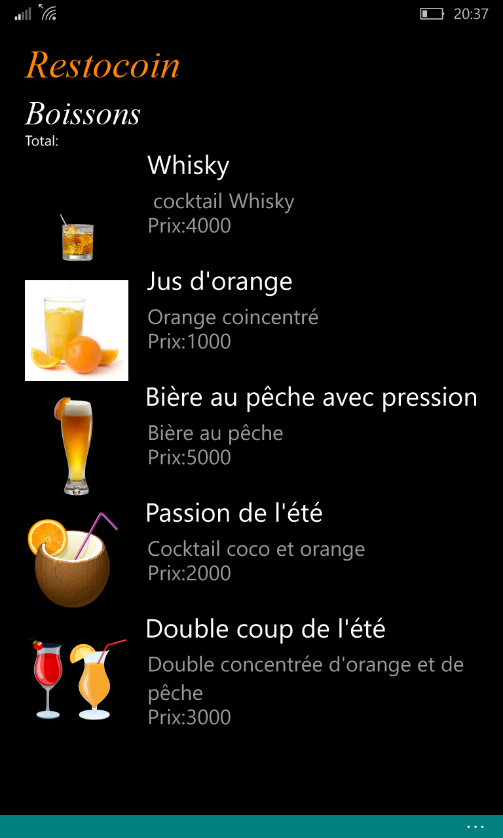 20:37
Restocoin
Boissons
Total:
Whisky
cocktail Whisky
Prix:4000
Jus d'orange
Orange coincentré
Prix:1000
Bière au pêche avec pression
Bière au pêche
Prix:5000
Passion de l'été
Cocktail coco et orange
Prix:2000
Double coup de l'été
Double concentrée d'orange et de
pêche
Prix:3000